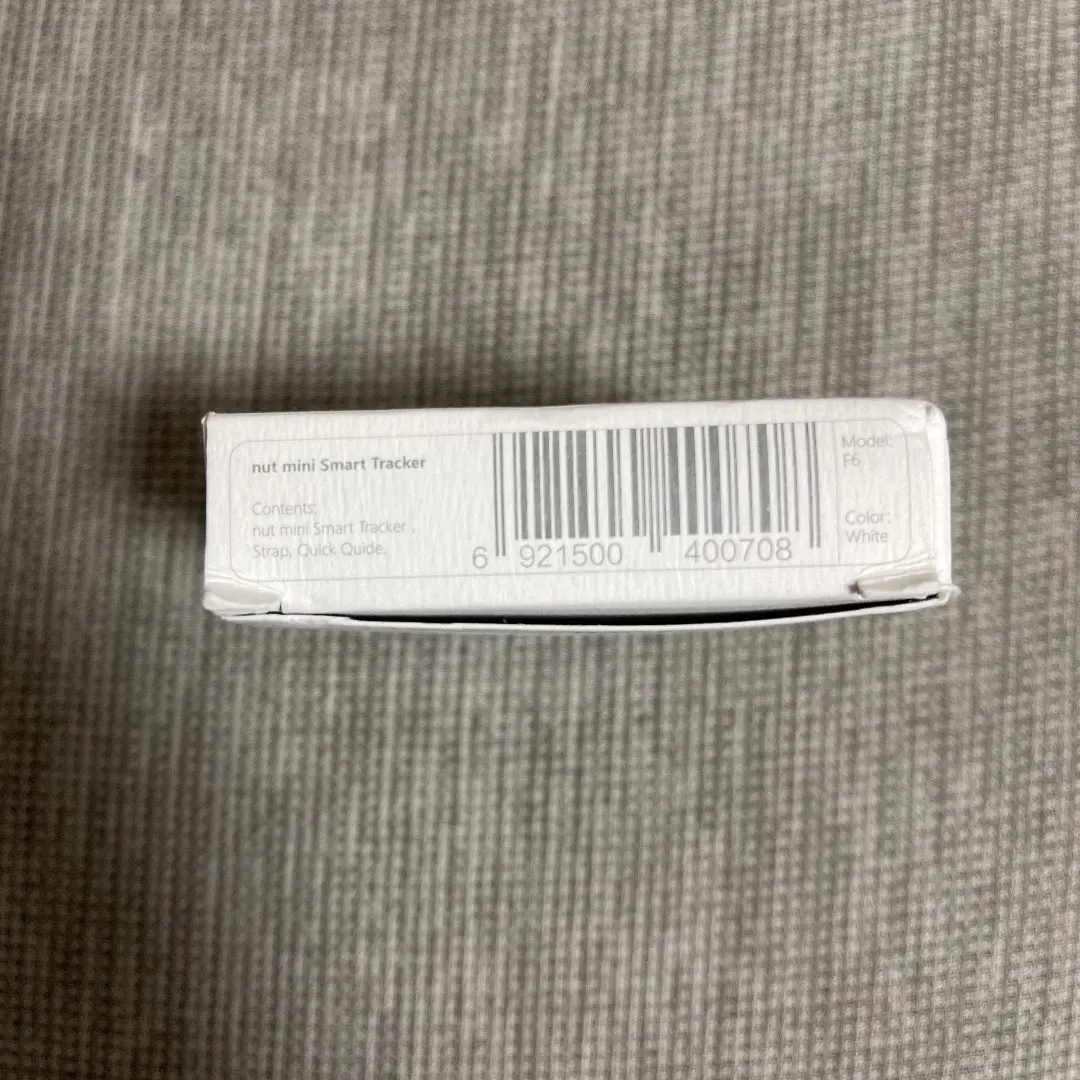 nut mini Smart Tracker
Contents:
nut mini Smart Tracker .
Strap, Quick Quide.
6 921500 400708
Model:
F6
Color:
White